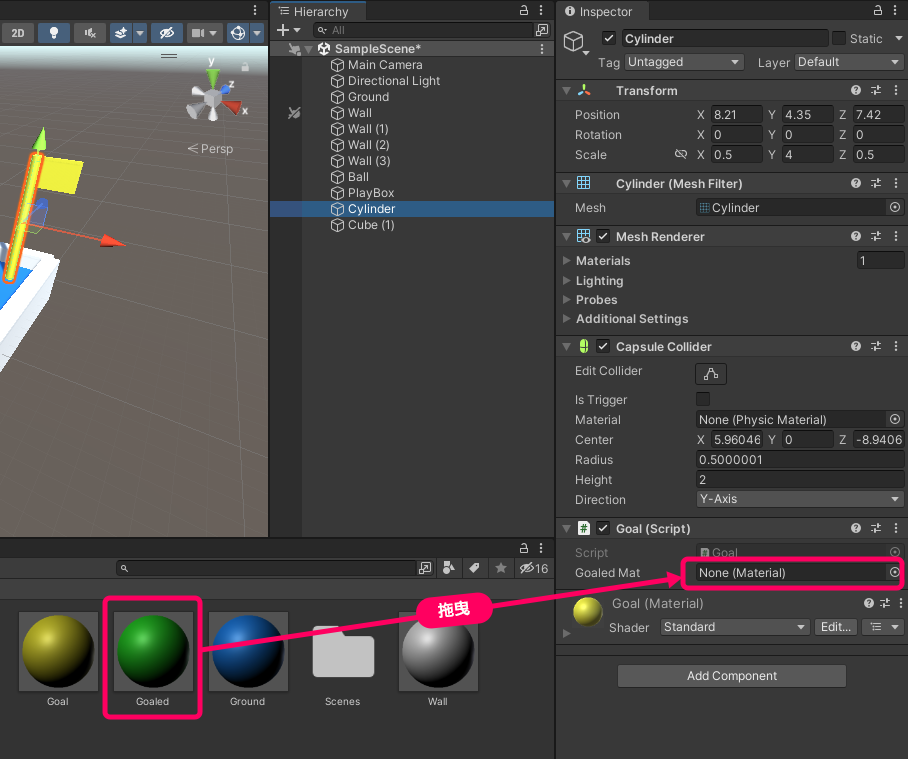 2D
Persp
y
z
x
Hierarchy
All
SampleScene*
Main Camera
Directional Light
Ground
Wall
Wall (1)
Wall (2)
Wall (3)
Ball
PlayBox
Cylinder
Cube (1)
16
Goal
Goaled
Ground
Scenes
Wall
拖曳
Inspector
Cylinder
Static
Tag Untagged Layer Default
Transform
Position X 8.21 Y 4.35 Z 7.42
Rotation X 0 Y 0 Z 0
Scale X 0.5 Y 4 Z 0.5
Cylinder (Mesh Filter)
Mesh Cylinder
Mesh Renderer
Materials 1
Lighting
Probes
Additional Settings
Capsule Collider
Edit Collider
Is Trigger
Material None (Physic Material)
Center X 5.96046 Y 0 Z -8.9406
Radius 0.5000001
Height 2
Direction Y-Axis
Goal (Script)
Script Goal
Goaled Mat None (Material)
Goal (Material)
Shader Standard Edit...
Add Component